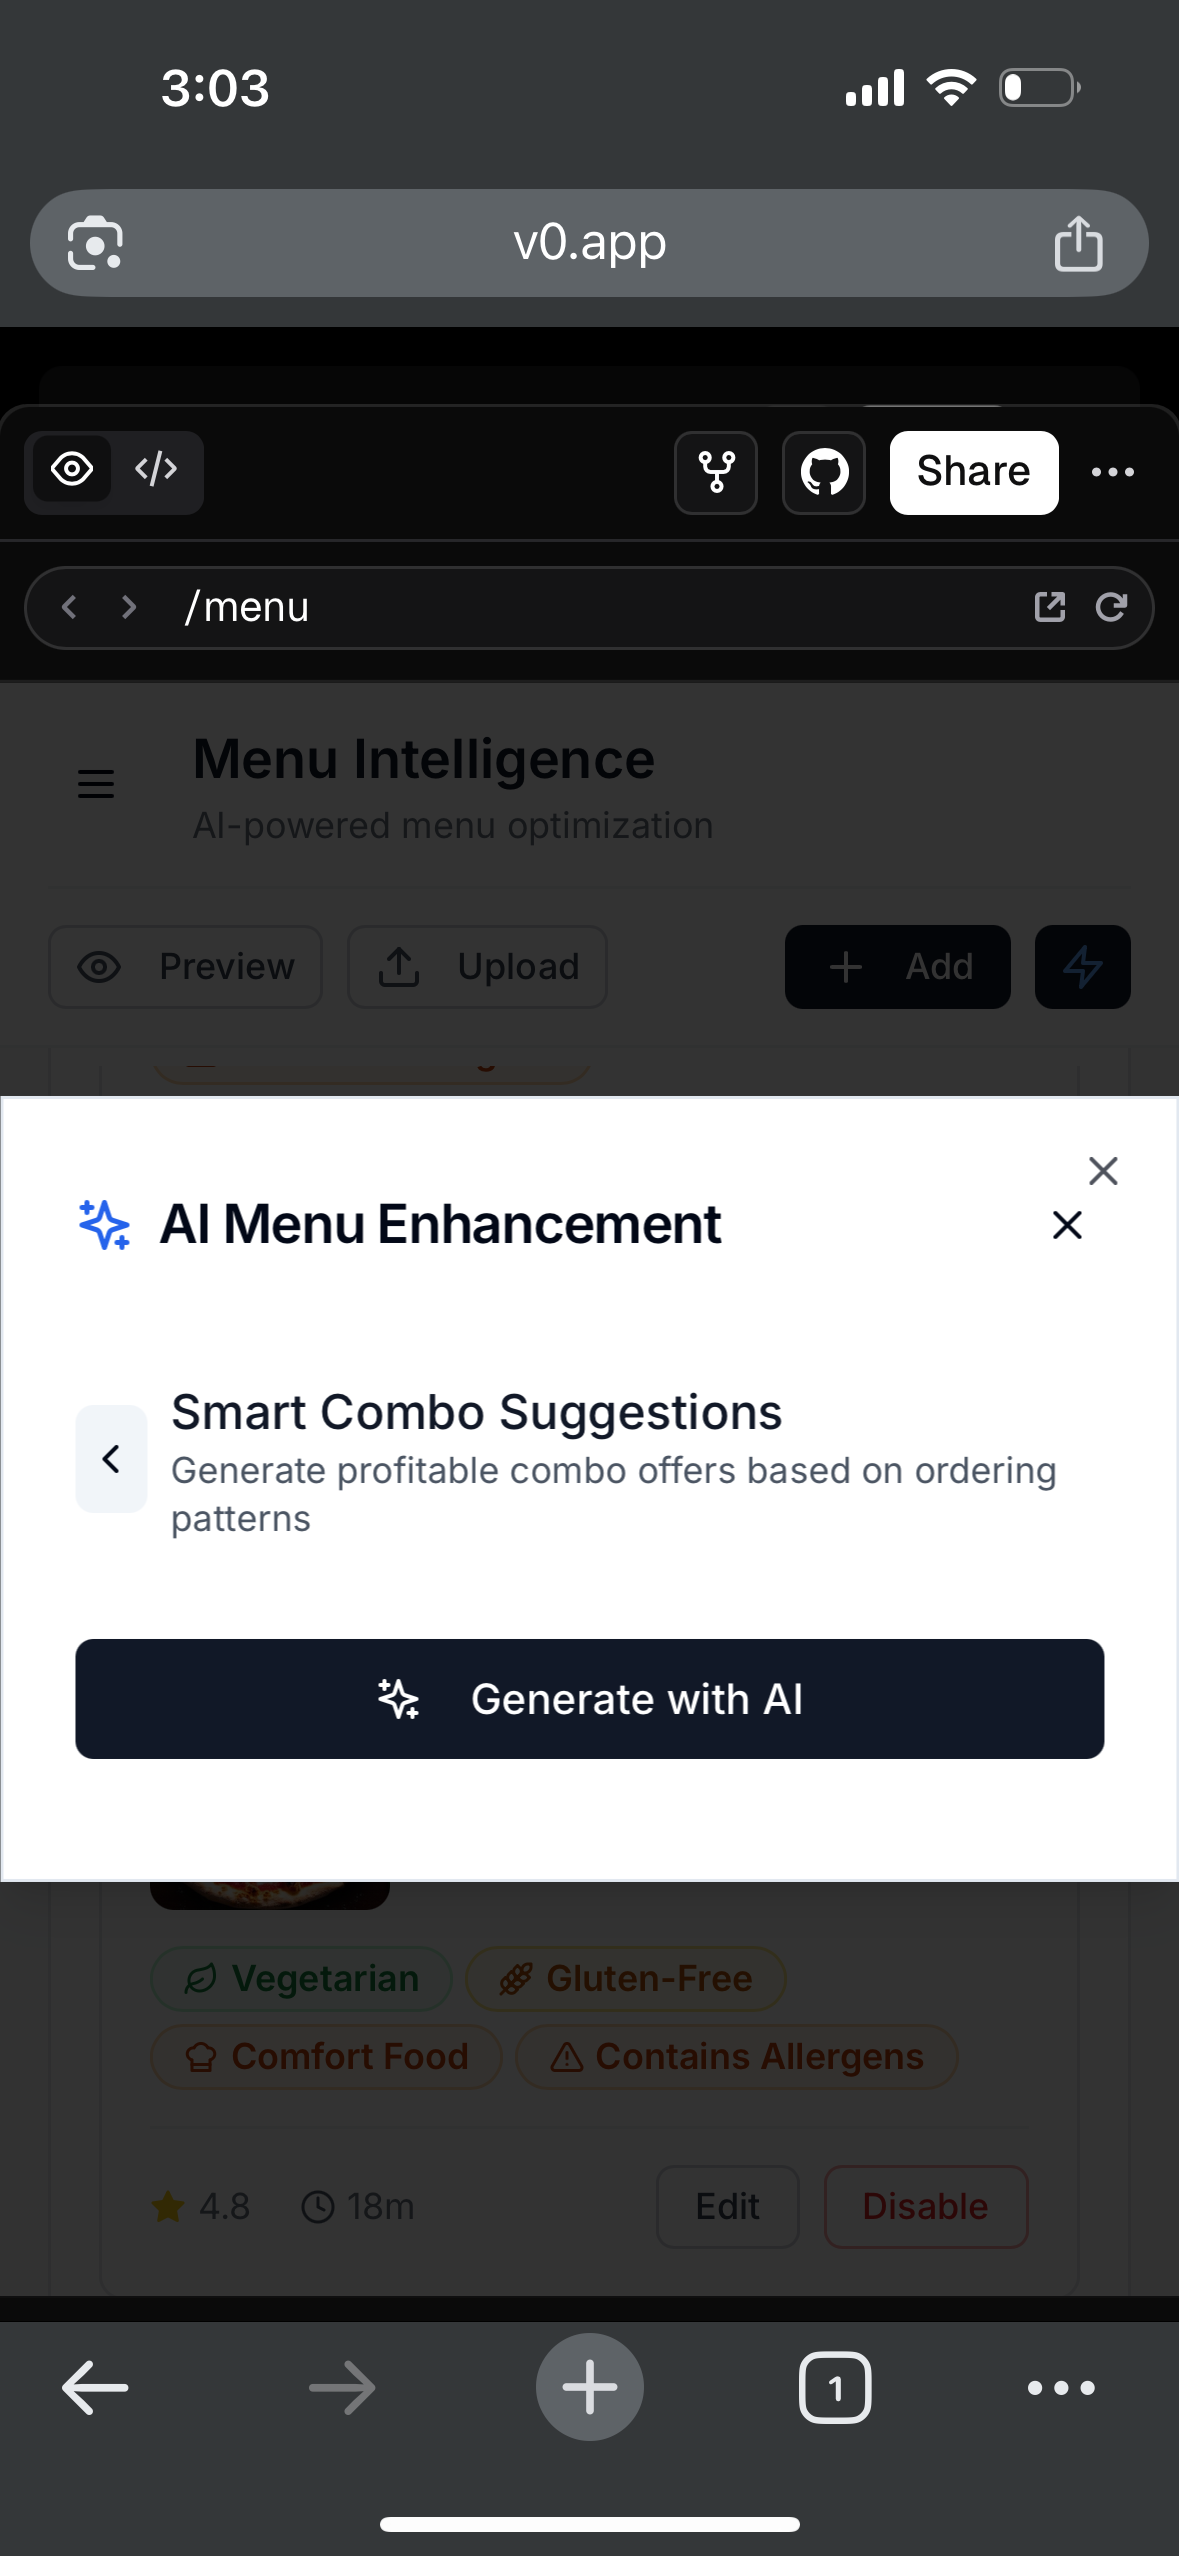 3:03
v0.app
Share
/menu
Menu Intelligence
AI-powered menu optimization
Preview
Upload
Add
AI Menu Enhancement
Smart Combo Suggestions
Generate profitable combo offers based on ordering
patterns
Generate with AI
Vegetarian
Gluten-Free
Comfort Food
Contains Allergens
4.8
18m
Edit
Disable
1